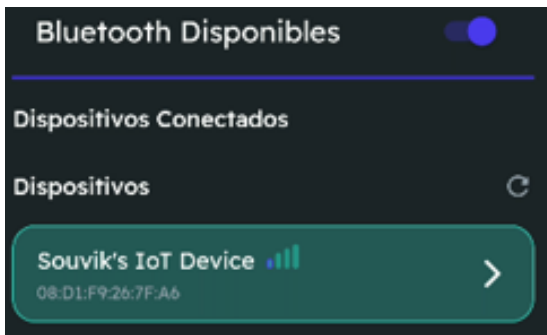 Bluetooth Disponibles
Dispositivos Conectados
Dispositivos
Souvik's IoT Device
08:D1:F9:26:7F:A6